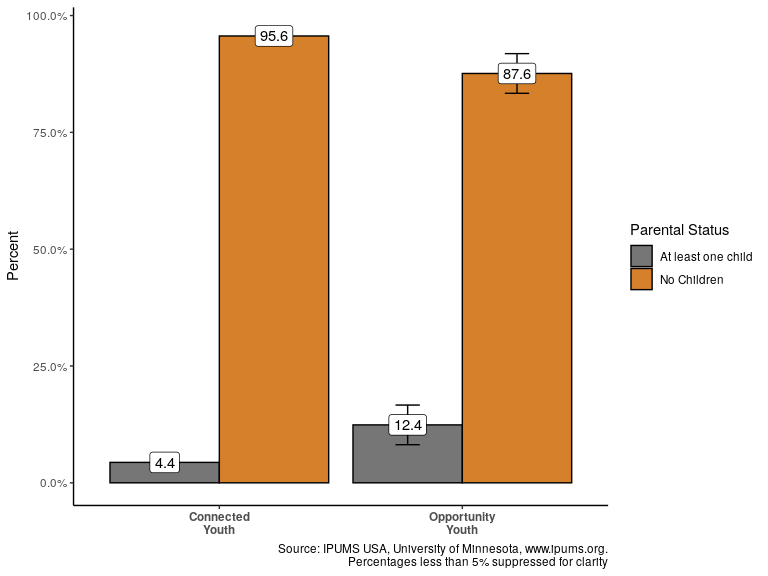 100.0%
75.0%
50.0%
25.0%
0.0%
Percent
95.6
87.6
12.4
4.4
Connected
Youth
Opportunity
Youth
Parental Status
At least one child
No Children
Source: IPUMS USA, University of Minnesota, www.ipums.org.
Percentages less than 5% suppressed for clarity